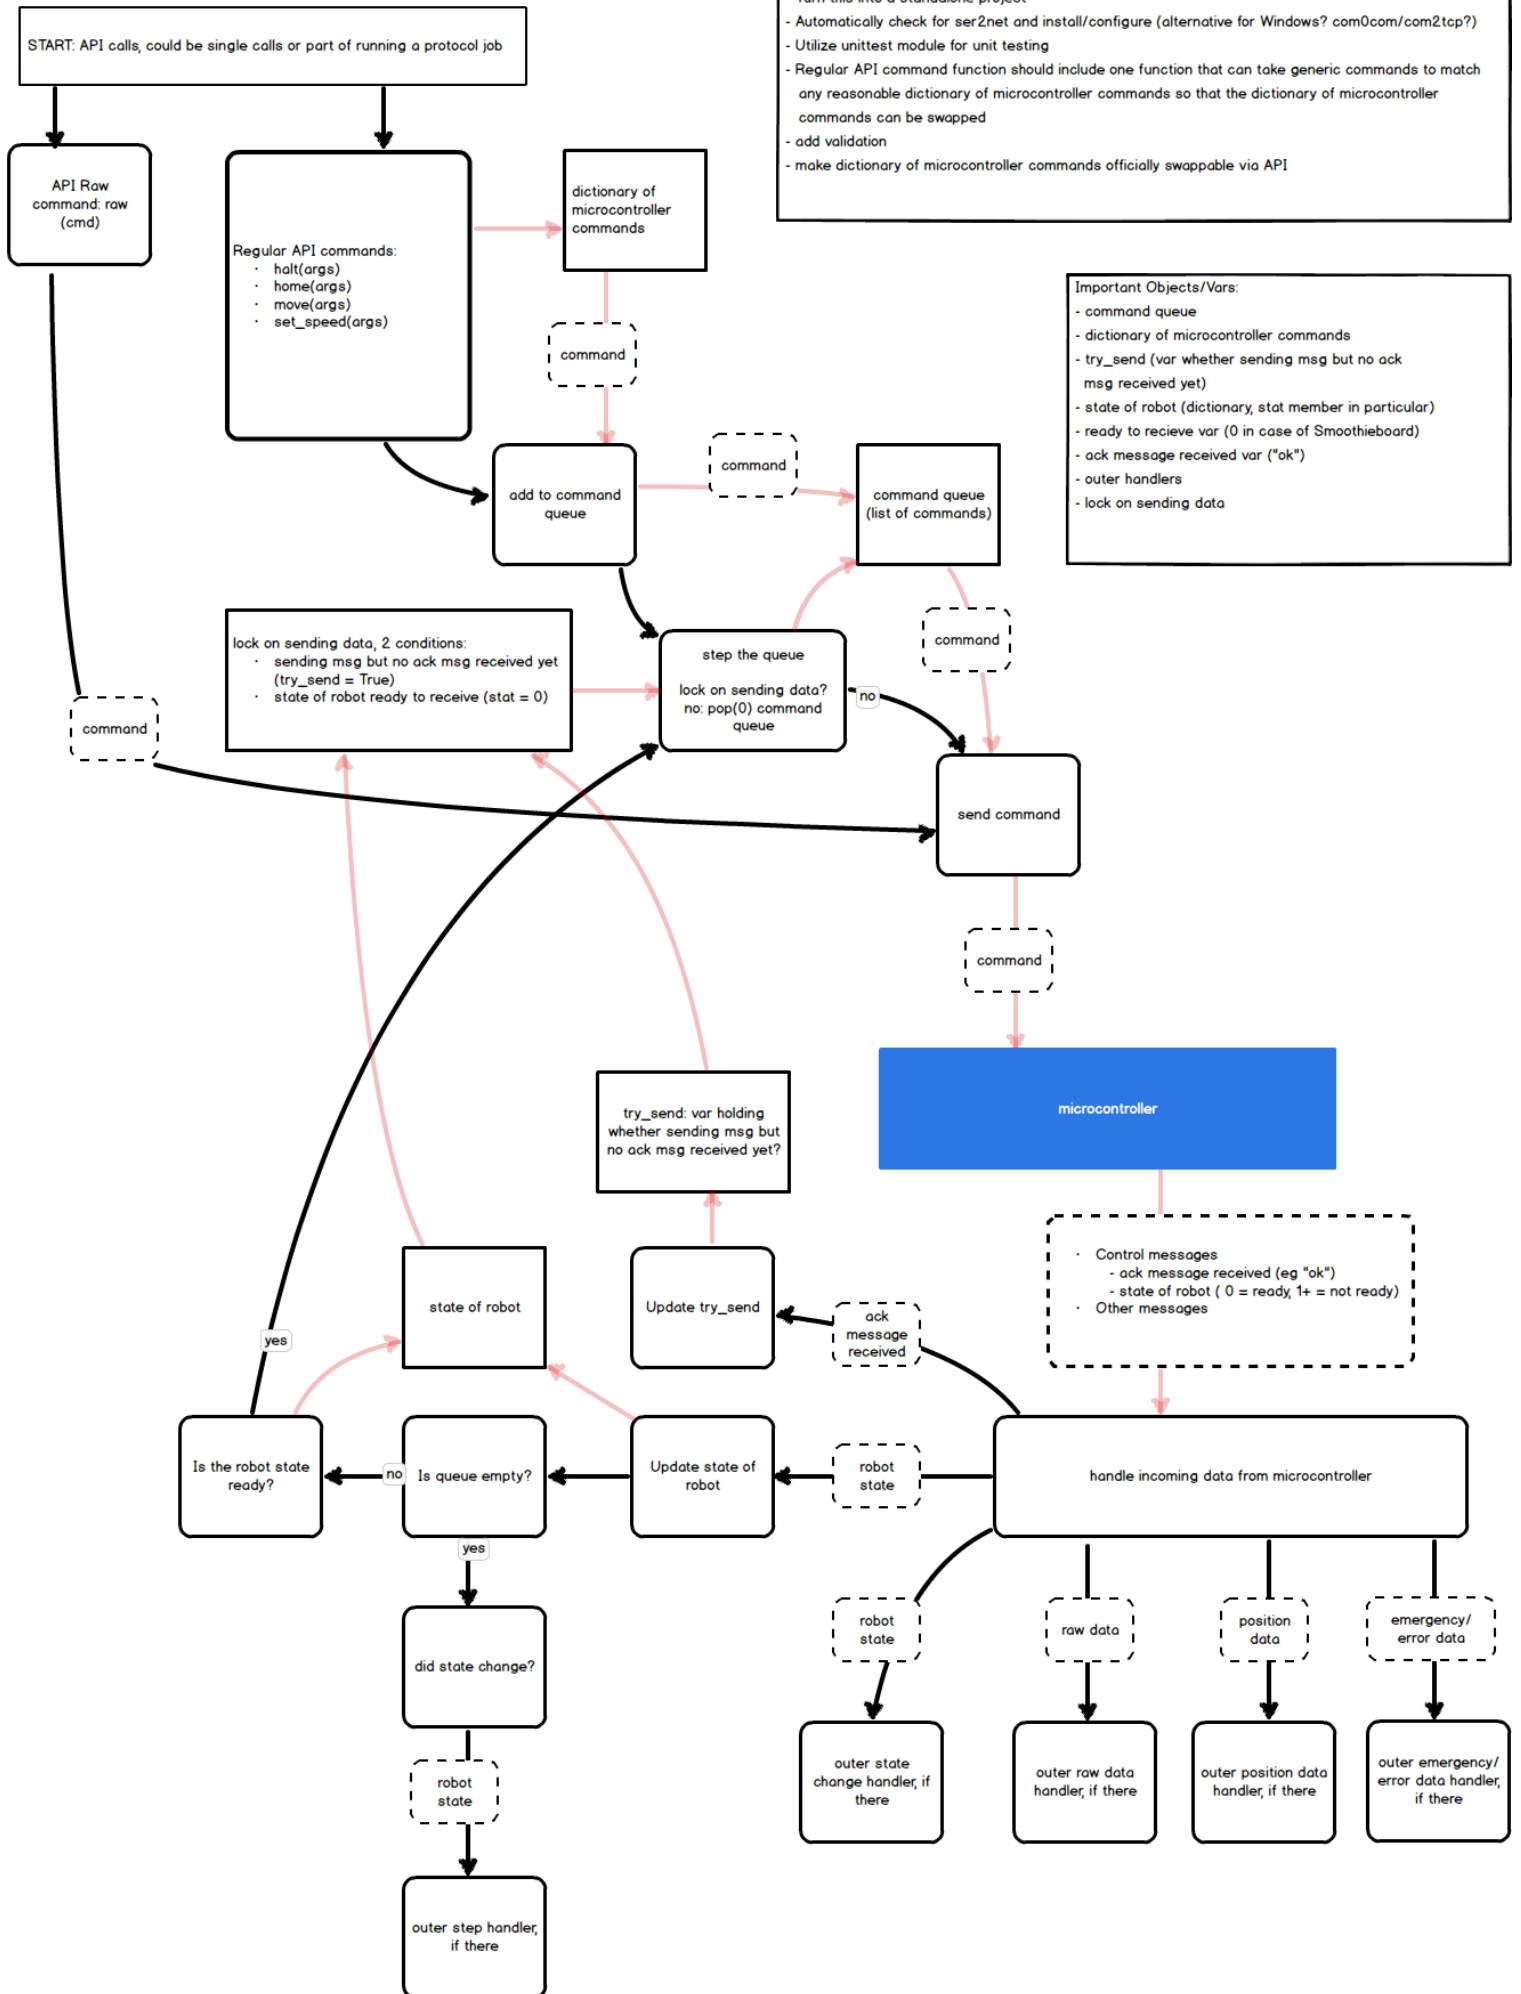 Turn this into a standalone project
- Automatically check for ser2net and install/configure (alternative for Windows? com0com/com2tcp?)
- Utilize unittest module for unit testing
- Regular API command function should include one function that can take generic commands to match
any reasonable dictionary of microcontroller commands so that the dictionary of microcontroller
commands can be swapped
- add validation
- make dictionary of microcontroller commands officially swappable via API
START: API calls, could be single calls or part of running a protocol job
API Raw
command: raw
(cmd)
Regular API commands:
· halt(args)
· home(args)
· move(args)
· set_speed(args)
dictionary of
microcontroller
commands
command
Important Objects/Vars:
- command queue
- dictionary of microcontroller commands
- try_send (var whether sending msg but no ack
msg received yet)
- state of robot (dictionary, stat member in particular)
- ready to recieve var (0 in case of Smoothieboard)
- ack message received var ("ok")
- outer handlers
- lock on sending data
add to command
queue
command
command queue
(list of commands)
command
lock on sending data, 2 conditions:
· sending msg but no ack msg received yet
(try_send = True)
· state of robot ready to receive (stat = 0)
step the queue
lock on sending data?
no: pop(0) command
queue
no
command
send command
command
microcontroller
try_send: var holding
whether sending msg but
no ack msg received yet?
· Control messages
- ack message received (eg "ok")
- state of robot ( 0 = ready, 1+ = not ready)
· Other messages
state of robot
Update try_send
ack
message
received
yes
Is the robot state
ready?
no
Is queue empty?
Update state of
robot
robot
state
handle incoming data from microcontroller
yes
did state change?
robot
state
raw data
position
data
emergency/
error data
robot
state
outer state
change handler, if
there
outer raw data
handler, if there
outer position data
handler, if there
outer emergency/
error data handler,
if there
outer step handler,
if there